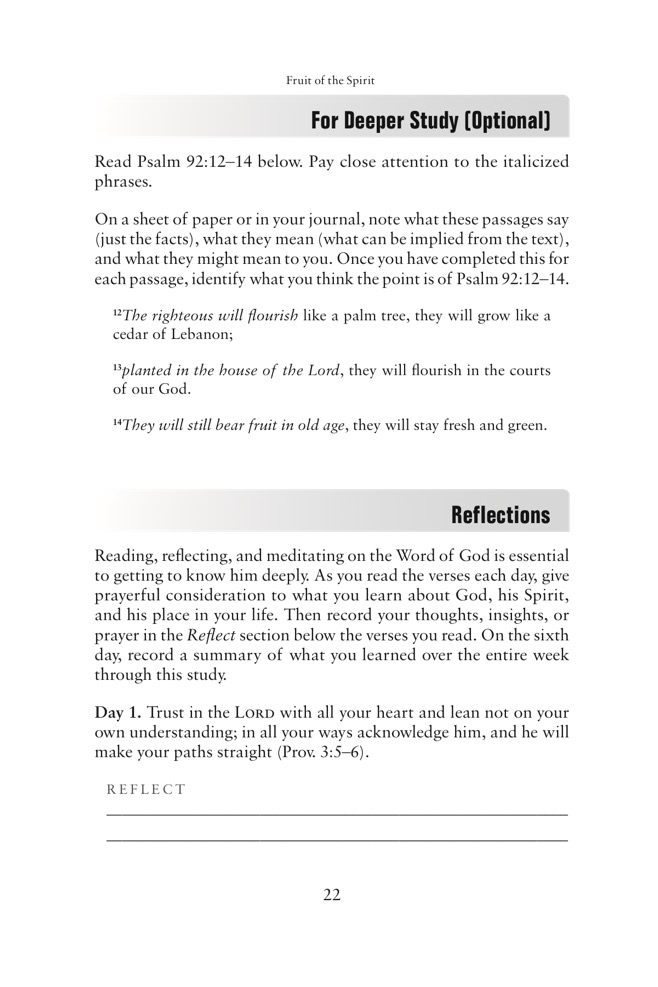 Fruit of the Spirit
For Deeper Study (Optional)
Read Psalm 92:12–14 below. Pay close attention to the italicized
phrases.
On a sheet of paper or in your journal, note what these passages say
(just the facts), what they mean (what can be implied from the text),
and what they might mean to you. Once you have completed this for
each passage, identify what you think the point is of Psalm 92:12–14.
¹²The righteous will flourish like a palm tree, they will grow like a
cedar of Lebanon;
¹³planted in the house of the Lord, they will flourish in the courts
of our God.
¹⁴They will still bear fruit in old age, they will stay fresh and green.
Reflections
Reading, reflecting, and meditating on the Word of God is essential
to getting to know him deeply. As you read the verses each day, give
prayerful consideration to what you learn about God, his Spirit,
and his place in your life. Then record your thoughts, insights, or
prayer in the Reflect section below the verses you read. On the sixth
day, record a summary of what you learned over the entire week
through this study.
Day 1. Trust in the LORD with all your heart and lean not on your
own understanding; in all your ways acknowledge him, and he will
make your paths straight (Prov. 3:5–6).
REFLECT
22